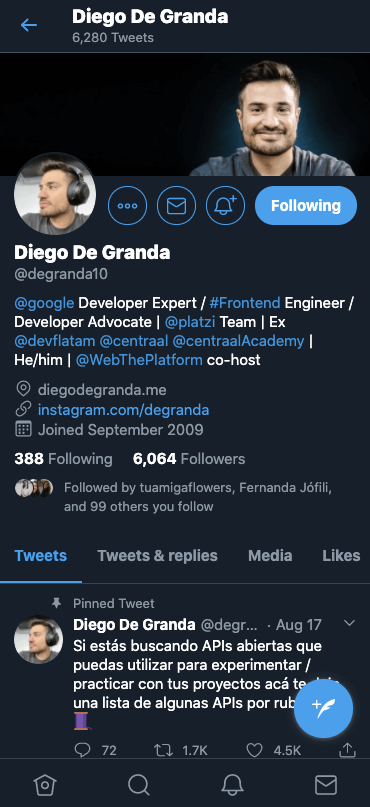 Diego De Granda
6,280 Tweets
Following
Diego De Granda
@degranda10
@google Developer Expert / #Frontend Engineer /
Developer Advocate | @platzi Team | Ex
@devflatam @centraal @centraalAcademy |
He/him | @WebThePlatform co-host
diegodegranda.me
instagram.com/degranda
Joined September 2009
388 Following 6,064 Followers
Followed by tuamigaflowers, Fernanda Jófili,
and 99 others you follow
Tweets Tweets & replies Media Likes
Pinned Tweet
Diego De Granda @degr... · Aug 17
Si estás buscando APIs abiertas que
puedas utilizar para experimentar /
practicar con tus proyectos acá te
una lista de algunas APIs por
72 1.7K 4.5K